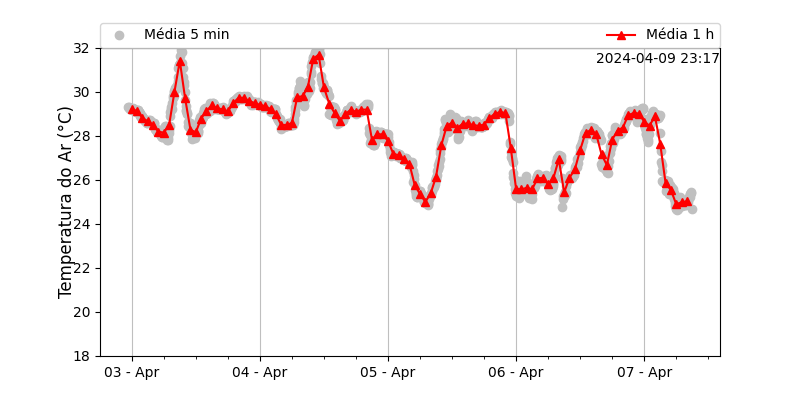 Média 5 min
Média 1 h
2024-04-09 23:17
Temperatura do Ar (°C)
32
30
28
26
24
22
20
18
03 - Apr
04 - Apr
05 - Apr
06 - Apr
07 - Apr